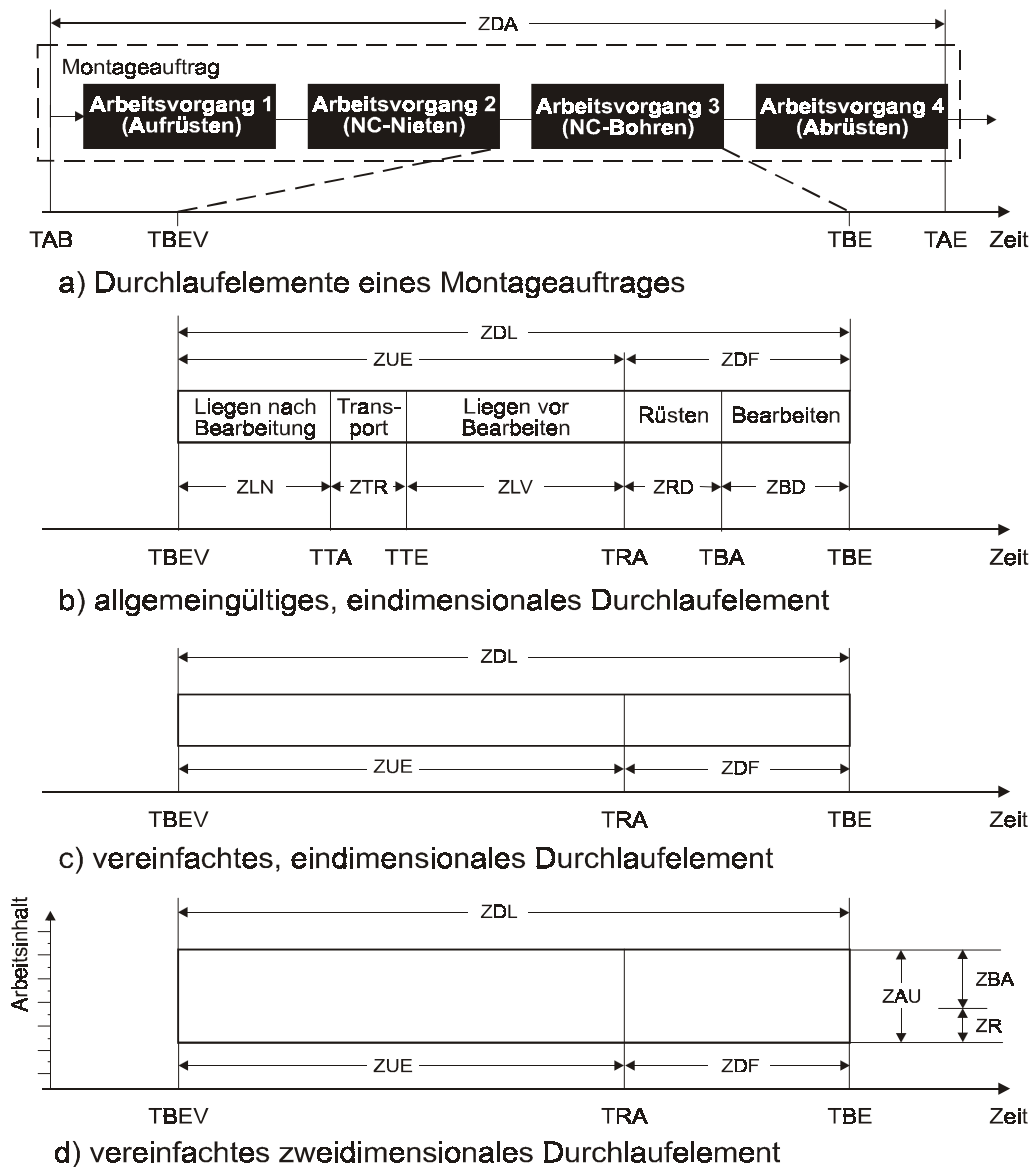 ZDA
Montageauftrag
Arbeitsvorgang 1 Arbeitsvorgang 2 Arbeitsvorgang 3 Arbeitsvorgang 4
(Aufrüsten) (NC-Nieten) (NC-Bohren) (Abrüsten)
TAB TBEV TBE TAE Zeit
a) Durchlaufelemente eines Montageauftrages
ZDL
ZUE ZDF
Liegen nach Trans- Liegen vor Rüsten Bearbeiten
Bearbeitung port Bearbeiten
ZLN ZTR ZLV ZRD ZBD
TBEV TTA TTE TRA TBA TBE Zeit
b) allgemeingültiges, eindimensionales Durchlaufelement
ZDL
ZUE ZDF
TBEV TRA TBE Zeit
c) vereinfachtes, eindimensionales Durchlaufelement
Arbeitsinhalt
ZDL
ZAU ZBA
ZR
ZUE ZDF
TBEV TRA TBE Zeit
d) vereinfachtes zweidimensionales Durchlaufelement